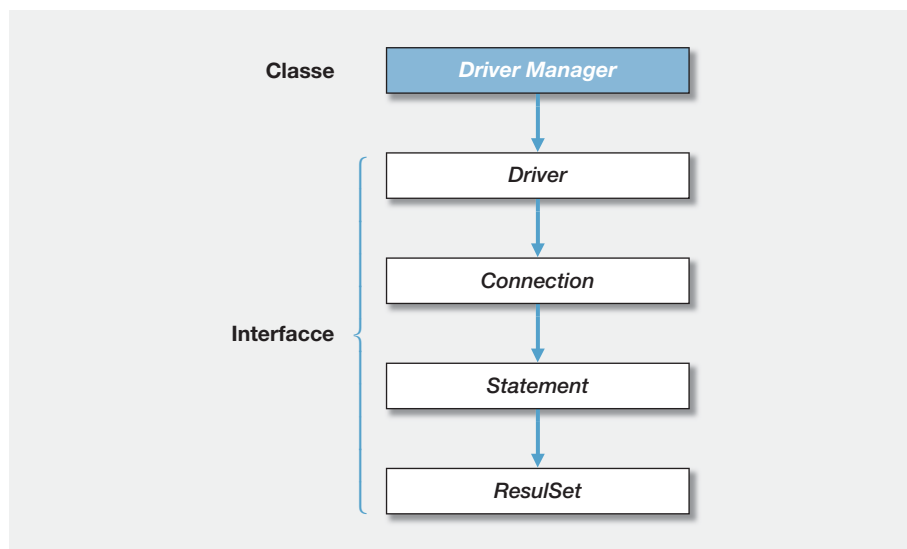 Classe
Driver Manager
Driver
Connection
Interfacce
Statement
ResulSet